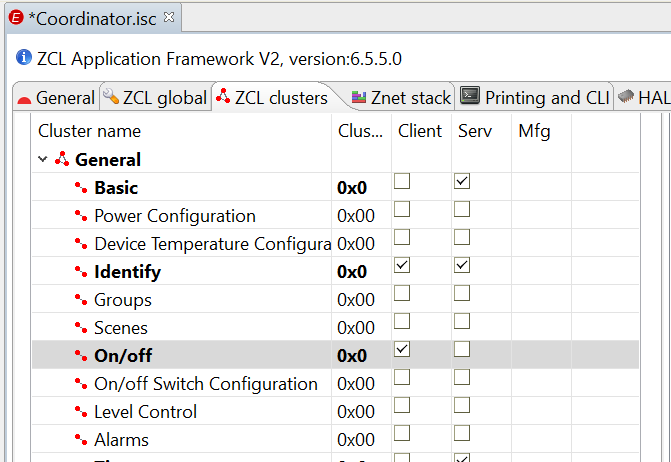 *Coordinator.isc
ZCL Application Framework V2, version:6.5.5.0
General ZCL global ZCL clusters Znet stack Printing and CLI HAL
Cluster name Clus... Client Serv Mfg
General
Basic 0x0
Power Configuration 0x00
Device Temperature Configura 0x00
Identify 0x0
Groups 0x00
Scenes 0x00
On/off 0x0
On/off Switch Configuration 0x00
Level Control 0x00
Alarms 0x00